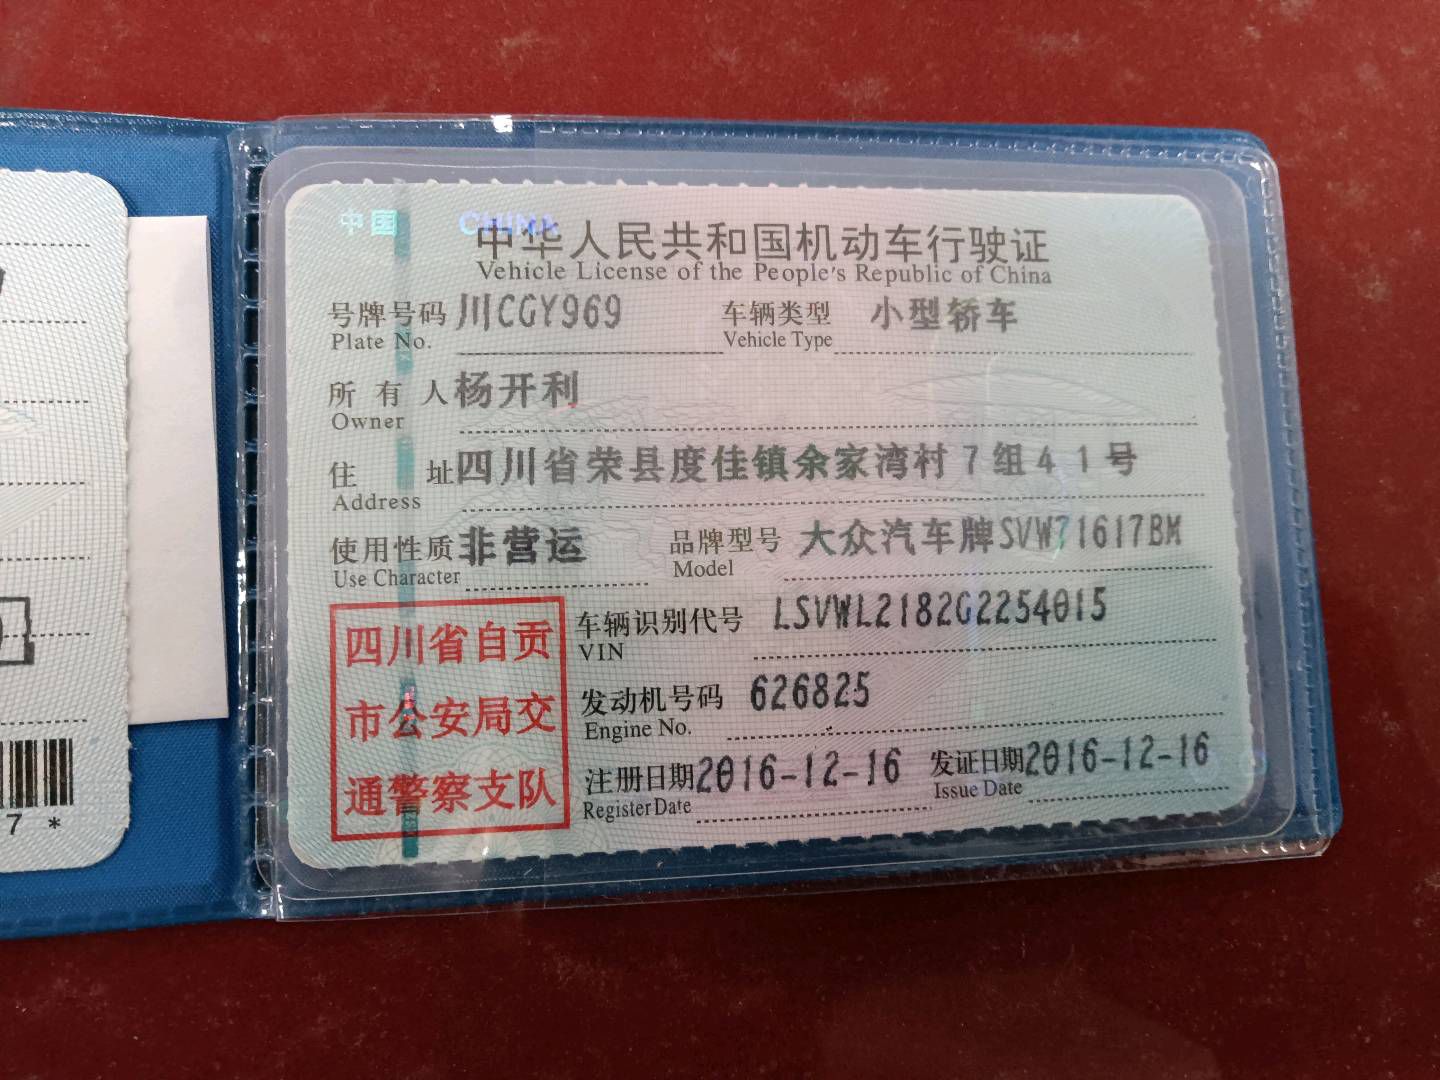 中国 CHINA
中华人民共和国机动车行驶证
Vehicle License of the People's Republic of China
号牌号码 川CGY969 车辆类型 小型轿车
Plate No. Vehicle Type
所有人 杨开利
Owner
住址 四川省荣县度佳镇余家湾村7组41号
Address
使用性质 非营运 品牌型号 大众汽车牌SVW71617BM
Use Character Model
四川省自贡
市公安局交
通警察支队
车辆识别代号 LSVWL2182G2254015
VIN
发动机号码 626825
Engine No.
注册日期 2016-12-16 发证日期 2016-12-16
Register Date Issue Date
7 *